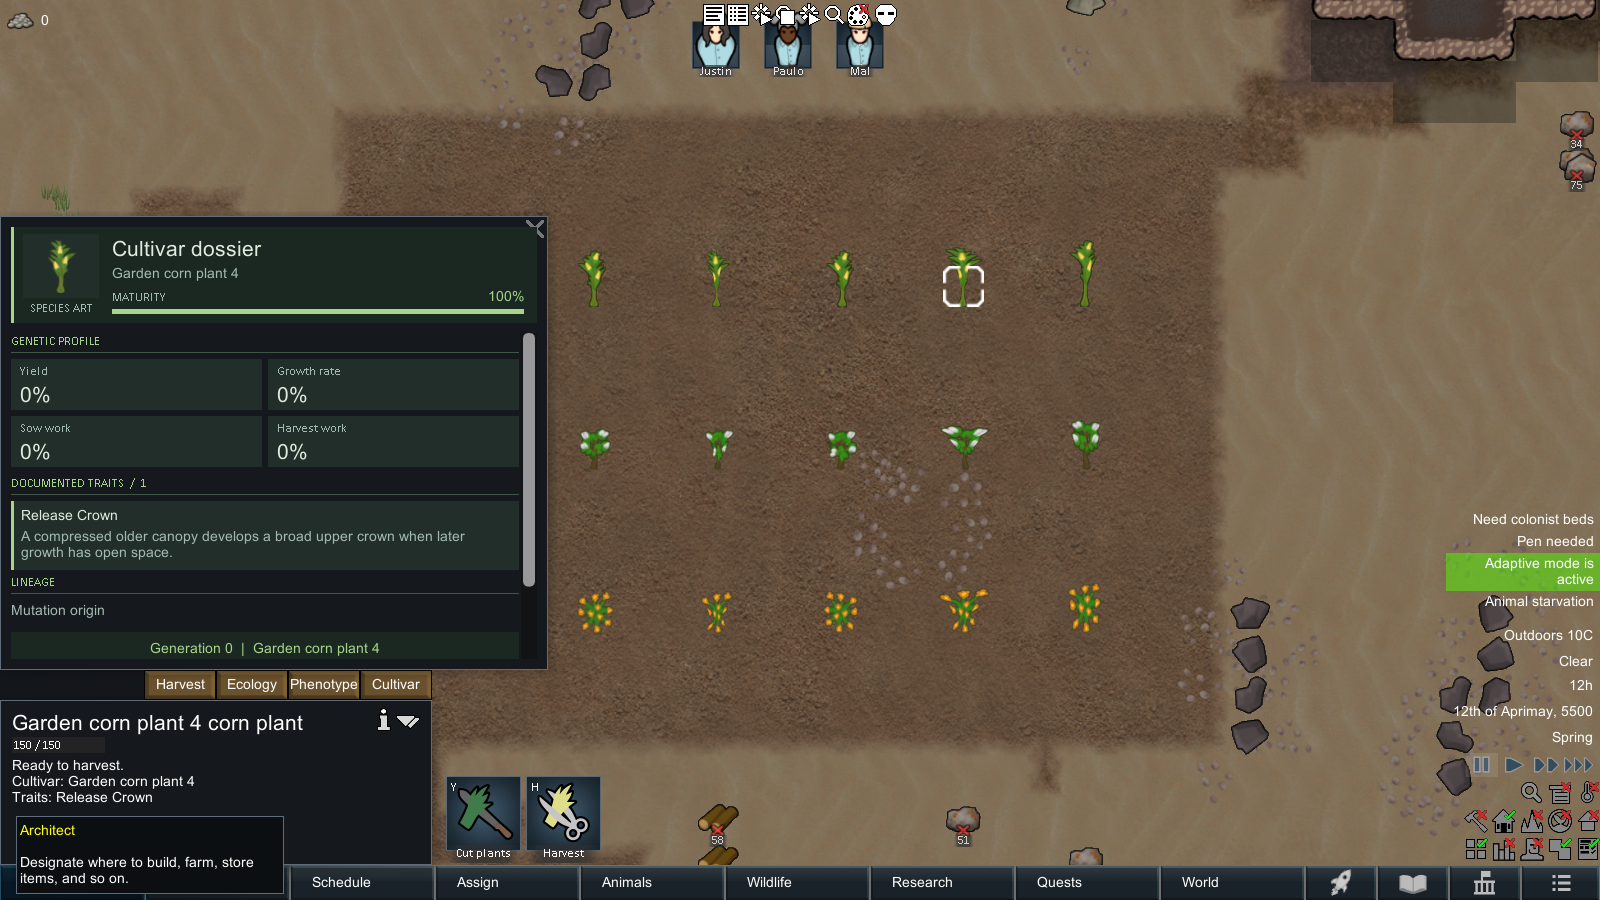 0
Justin
Paulo
Mal
34
75
Cultivar dossier
Garden corn plant 4
MATURITY
100%
SPECIES ART
GENETIC PROFILE
Yield
0%
Growth rate
0%
Sow work
0%
Harvest work
0%
DOCUMENTED TRAITS / 1
Release Crown
A compressed older canopy develops a broad upper crown when later
growth has open space.
LINEAGE
Mutation origin
Generation 0 | Garden corn plant 4
Harvest
Ecology
Phenotype
Cultivar
Garden corn plant 4 corn plant
150 / 150
Ready to harvest.
Cultivar: Garden corn plant 4
Traits: Release Crown
Architect
Designate where to build, farm, store
items, and so on.
Y
Cut plants
H
Harvest
58
51
Need colonist beds
Pen needed
Adaptive mode is
active
Animal starvation
Outdoors 10C
Clear
12h
12th of Aprimay, 5500
Spring
Schedule
Assign
Animals
Wildlife
Research
Quests
World